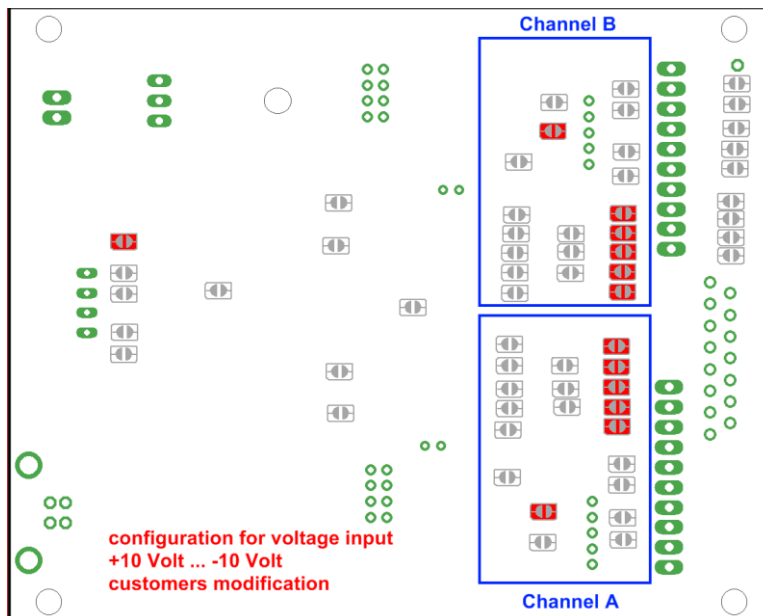 Channel B
configuration for voltage input
+10 Volt ... -10 Volt
customers modification
Channel A